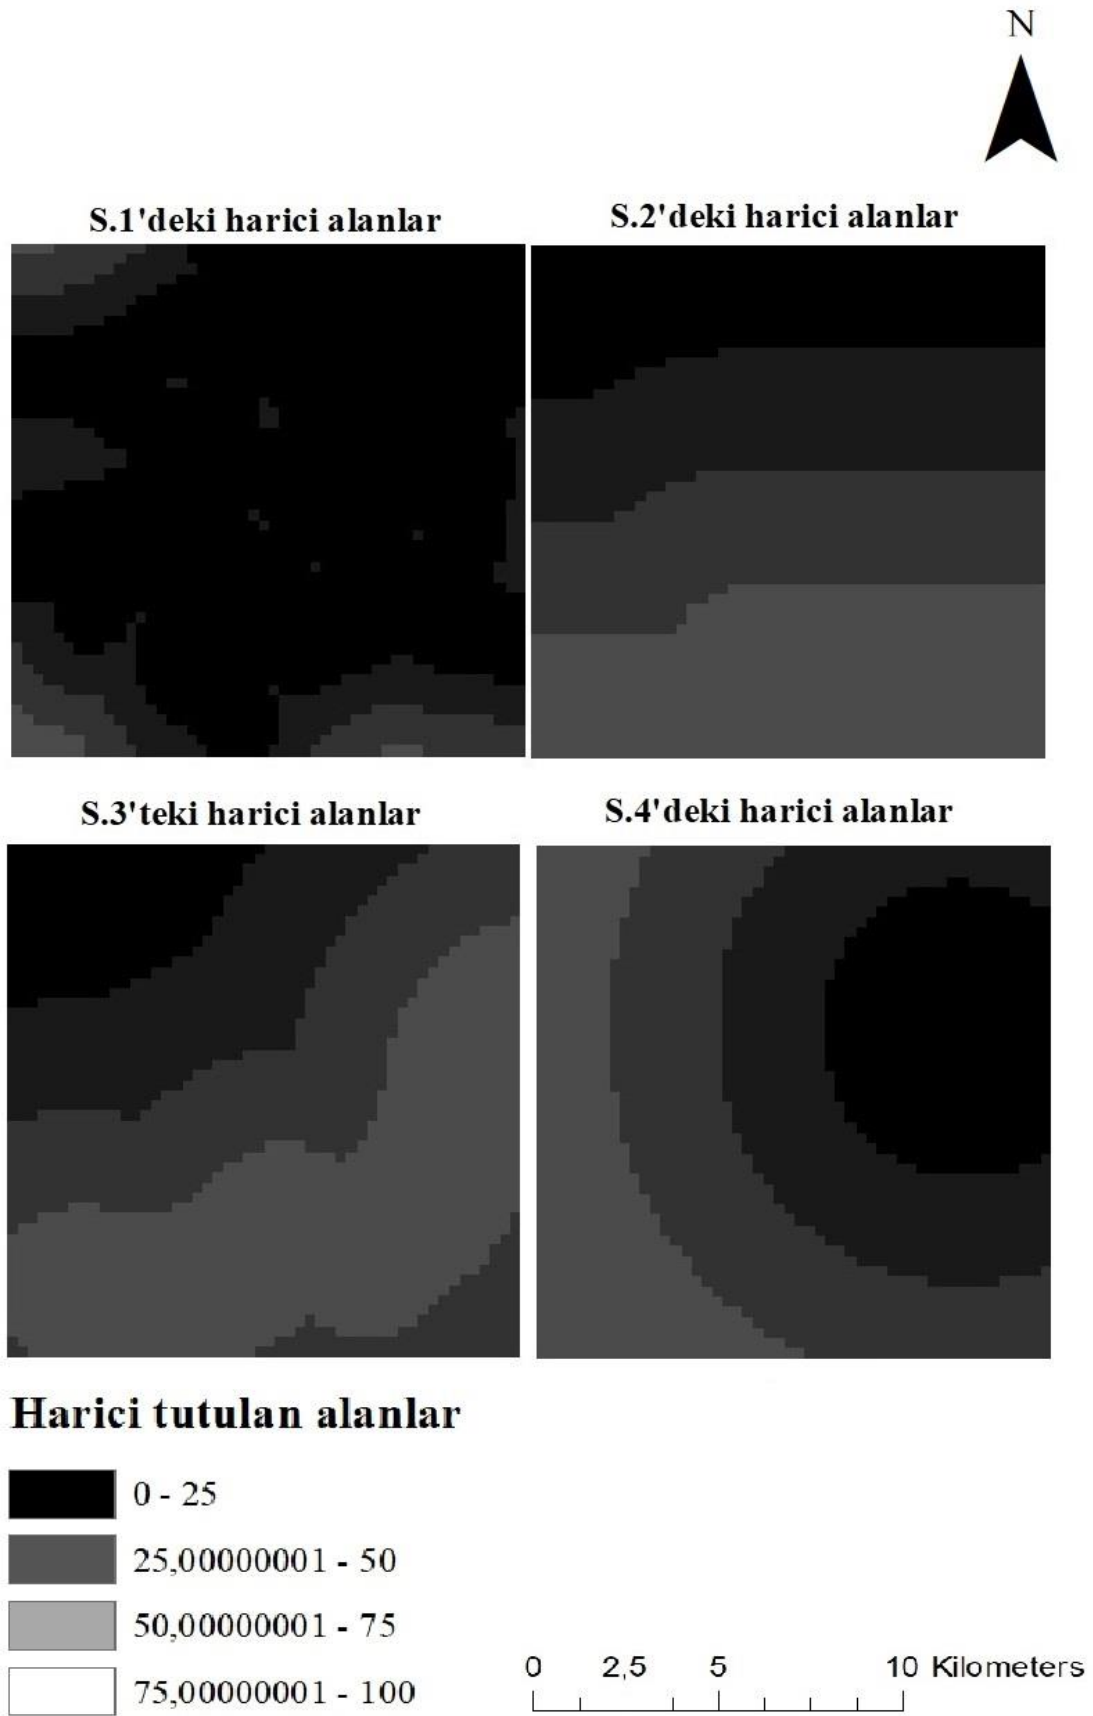 N
S.1'deki harici alanlar
S.2'deki harici alanlar
S.3'teki harici alanlar
S.4'deki harici alanlar
Harici tutulan alanlar
0 - 25
25,00000001 - 50
50,00000001 - 75
75,00000001 - 100
0 2,5 5 10 Kilometers